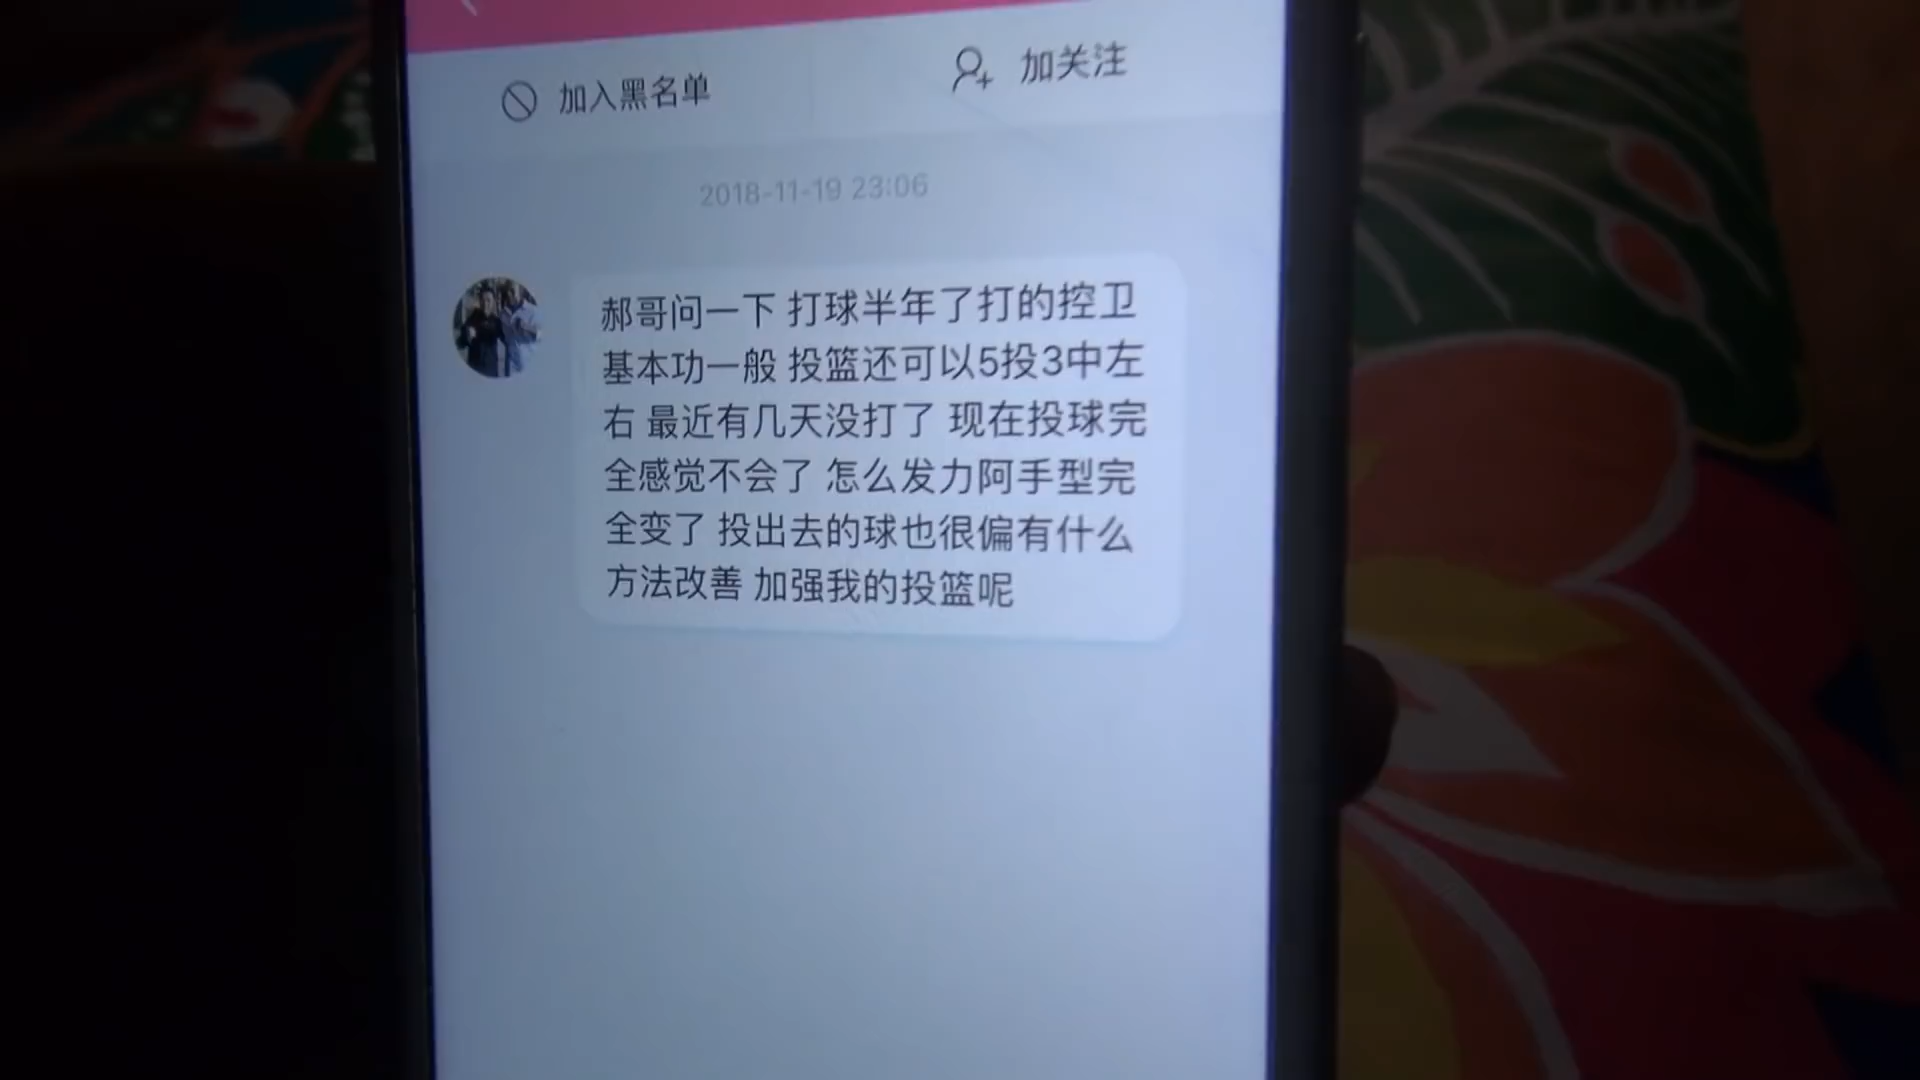 加入黑名单 加关注
2018-11-19 23:06
郝哥问一下 打球半年了打的控卫
基本功一般 投篮还可以5投3中左
右 最近有几天没打了 现在投球完
全感觉不会了 怎么发力阿手型完
全变了 投出去的球也很偏有什么
方法改善 加强我的投篮呢